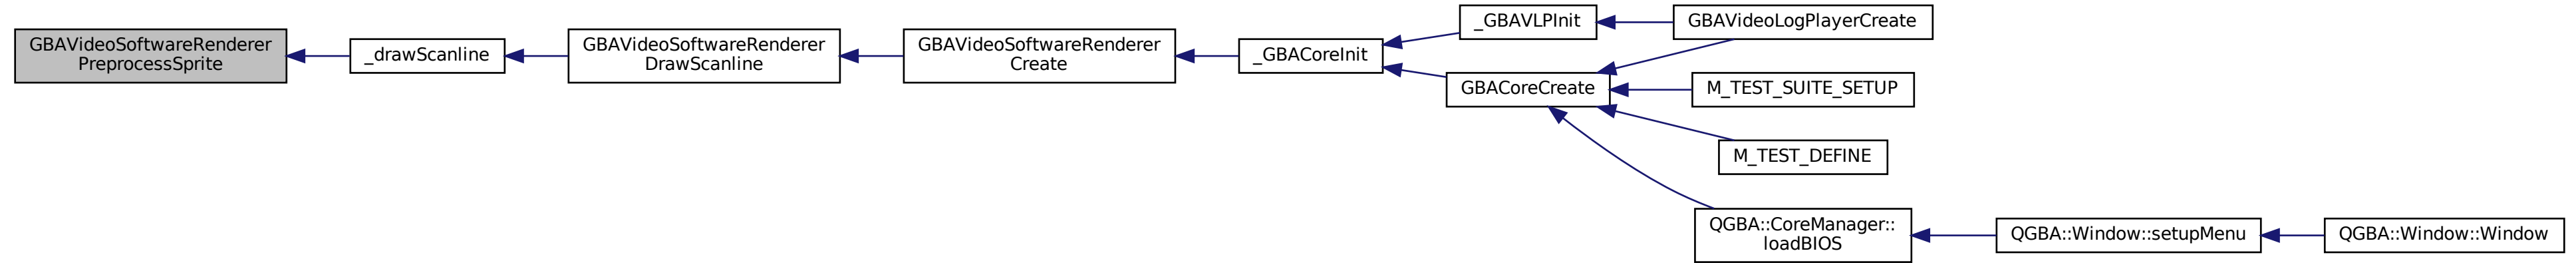 GBAVideoSoftwareRenderer
PreprocessSprite
_drawScanline
GBAVideoSoftwareRenderer
DrawScanline
GBAVideoSoftwareRenderer
Create
_GBACoreInit
_GBAVLPInit
GBAVideoLogPlayerCreate
GBACoreCreate
M_TEST_SUITE_SETUP
M_TEST_DEFINE
QGBA::CoreManager::
loadBIOS
QGBA::Window::setupMenu
QGBA::Window::Window